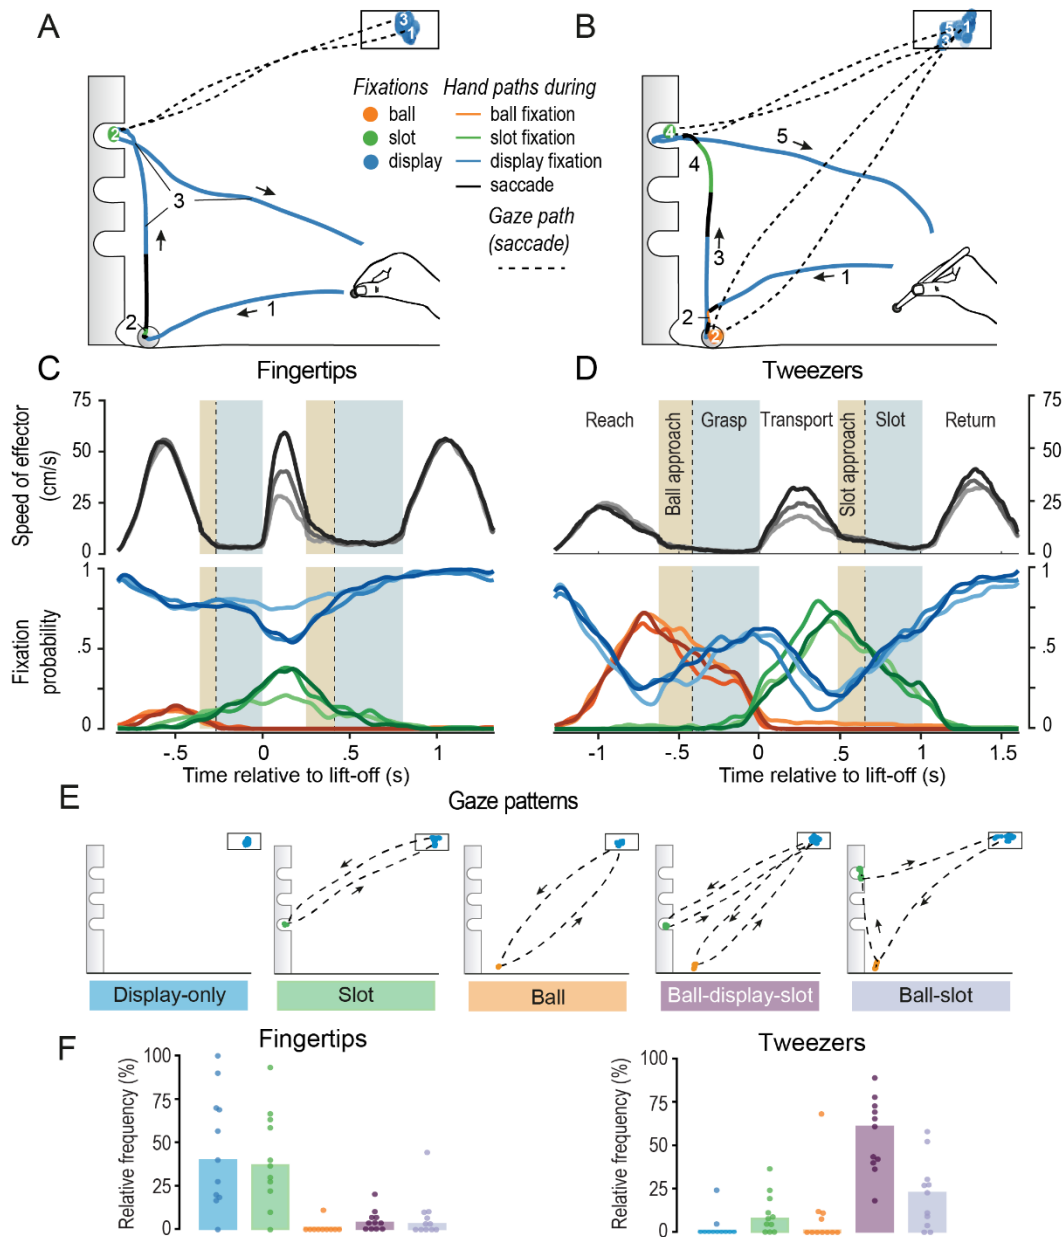 A
B
3
1
5
1
3
Fixations
ball
slot
display
Hand paths during
ball fixation
slot fixation
display fixation
saccade
Gaze path
(saccade)
2
3
2
1
4
5
4
3
1
2
2
C
Fingertips
D
Tweezers
75
50
25
0
Speed of effector
(cm/s)
Reach
Ball approach
Grasp
Transport
Slot approach
Slot
Return
75
50
25
0
1
.5
0
Fixation
probability
1
.5
0
-.5
0
.5
1
Time relative to lift-off (s)
-1
-.5
0
.5
1
1.5
Time relative to lift-off (s)
E
Gaze patterns
Display-only
Slot
Ball
Ball-display-slot
Ball-slot
F
Fingertips
Tweezers
Relative frequency (%)
100
75
50
25
0
Relative frequency (%)
100
75
50
25
0